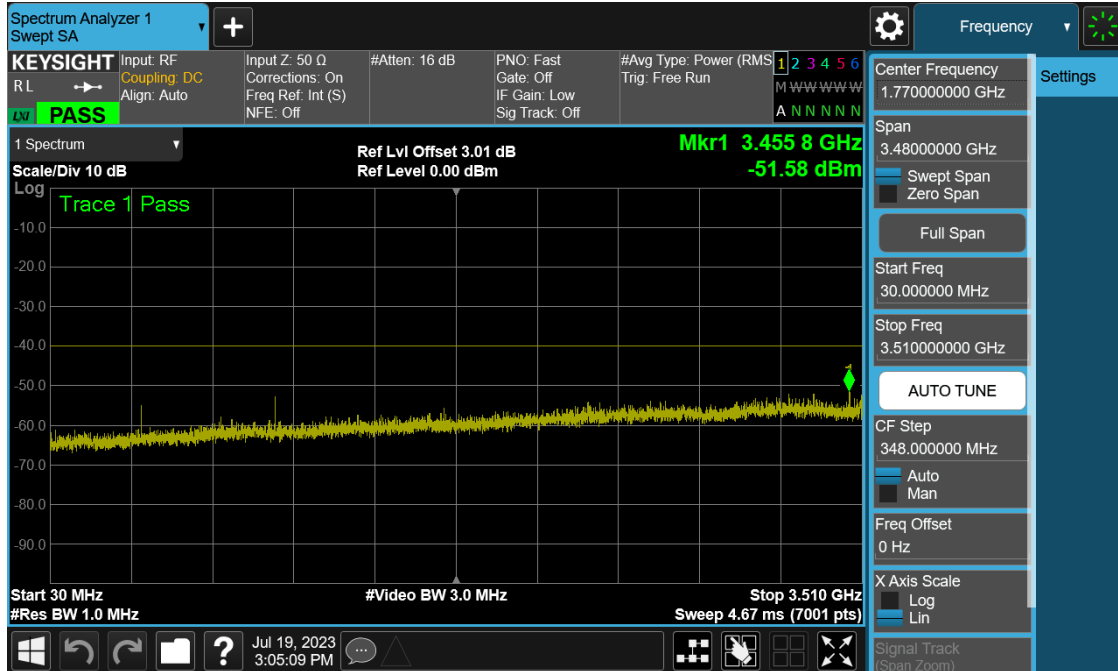 Spectrum Analyzer 1
Swept SA
Frequency
KEYSIGHT
R L
LXI
PASS
Input: RF
Coupling: DC
Align: Auto
Input Z: 50 Ω
Corrections: On
Freq Ref: Int (S)
NFE: Off
#Atten: 16 dB
PNO: Fast
Gate: Off
IF Gain: Low
Sig Track: Off
#Avg Type: Power (RMS
Trig: Free Run
1 2 3 4 5 6
M W W W W W
A N N N N N
1 Spectrum
Scale/Div 10 dB
Ref Lvl Offset 3.01 dB
Ref Level 0.00 dBm
Mkr1 3.455 8 GHz
-51.58 dBm
Log
Trace 1 Pass
-10.0
-20.0
-30.0
-40.0
-50.0
-60.0
-70.0
-80.0
-90.0
1
Start 30 MHz
#Video BW 3.0 MHz
Stop 3.510 GHz
#Res BW 1.0 MHz
Sweep 4.67 ms (7001 pts)
?
Jul 19, 2023
3:05:09 PM
Center Frequency
1.770000000 GHz
Settings
Span
3.48000000 GHz
Swept Span
Zero Span
Full Span
Start Freq
30.000000 MHz
Stop Freq
3.510000000 GHz
AUTO TUNE
CF Step
348.000000 MHz
Auto
Man
Freq Offset
0 Hz
X Axis Scale
Log
Lin
Signal Track
(Span Zoom)